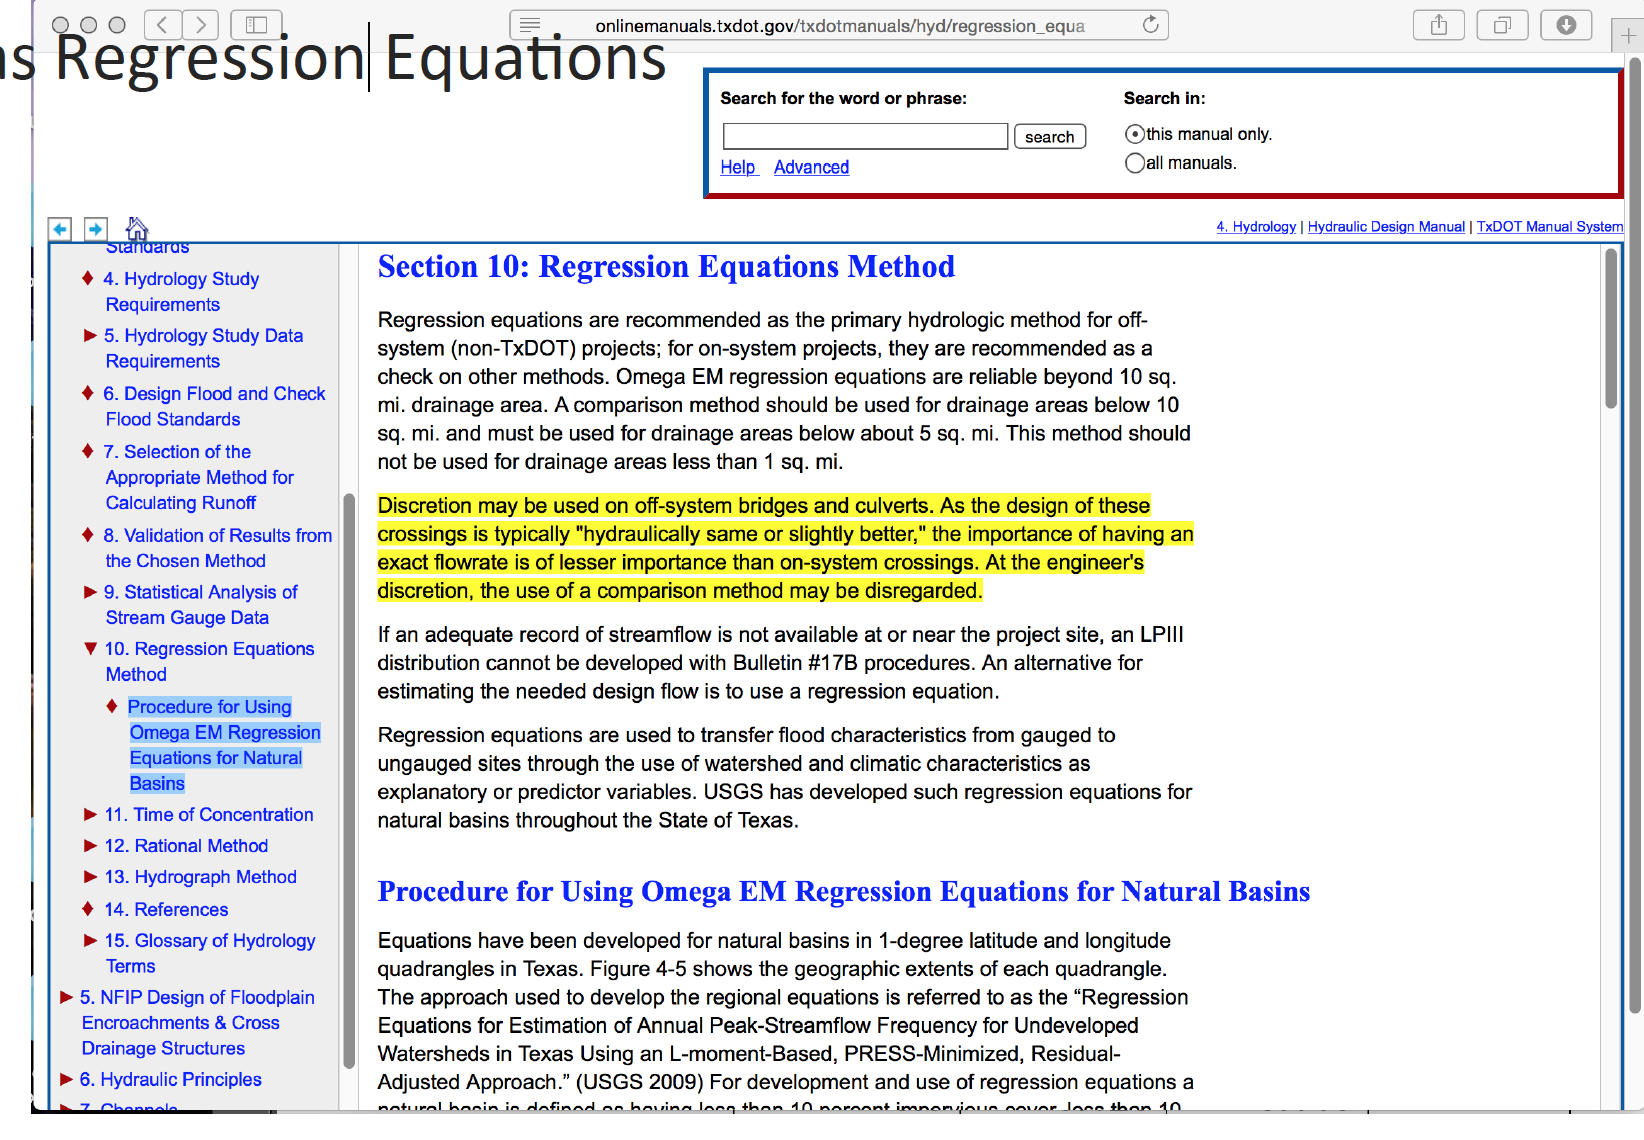 onlinemanuals.txdot.gov/txdotmanuals/hyd/regression_equa
as Regression Equations
Search for the word or phrase:
Search in:
search
this manual only.
all manuals.
Help Advanced
4. Hydrology | Hydraulic Design Manual | TxDOT Manual System
Standards
4. Hydrology Study
Requirements
5. Hydrology Study Data
Requirements
6. Design Flood and Check
Flood Standards
7. Selection of the
Appropriate Method for
Calculating Runoff
8. Validation of Results from
the Chosen Method
9. Statistical Analysis of
Stream Gauge Data
10. Regression Equations
Method
Procedure for Using
Omega EM Regression
Equations for Natural
Basins
11. Time of Concentration
12. Rational Method
13. Hydrograph Method
14. References
15. Glossary of Hydrology
Terms
5. NFIP Design of Floodplain
Encroachments & Cross
Drainage Structures
6. Hydraulic Principles
7. Channels
Section 10: Regression Equations Method
Regression equations are recommended as the primary hydrologic method for off-
system (non-TxDOT) projects; for on-system projects, they are recommended as a
check on other methods. Omega EM regression equations are reliable beyond 10 sq.
mi. drainage area. A comparison method should be used for drainage areas below 10
sq. mi. and must be used for drainage areas below about 5 sq. mi. This method should
not be used for drainage areas less than 1 sq. mi.
Discretion may be used on off-system bridges and culverts. As the design of these
crossings is typically "hydraulically same or slightly better," the importance of having an
exact flowrate is of lesser importance than on-system crossings. At the engineer's
discretion, the use of a comparison method may be disregarded.
If an adequate record of streamflow is not available at or near the project site, an LPIII
distribution cannot be developed with Bulletin #17B procedures. An alternative for
estimating the needed design flow is to use a regression equation.
Regression equations are used to transfer flood characteristics from gauged to
ungauged sites through the use of watershed and climatic characteristics as
explanatory or predictor variables. USGS has developed such regression equations for
natural basins throughout the State of Texas.
Procedure for Using Omega EM Regression Equations for Natural Basins
Equations have been developed for natural basins in 1-degree latitude and longitude
quadrangles in Texas. Figure 4-5 shows the geographic extents of each quadrangle.
The approach used to develop the regional equations is referred to as the “Regression
Equations for Estimation of Annual Peak-Streamflow Frequency for Undeveloped
Watersheds in Texas Using an L-moment-Based, PRESS-Minimized, Residual-
Adjusted Approach.” (USGS 2009) For development and use of regression equations a
natural basin is defined as having less than 10 percent impervious cover, less than 10